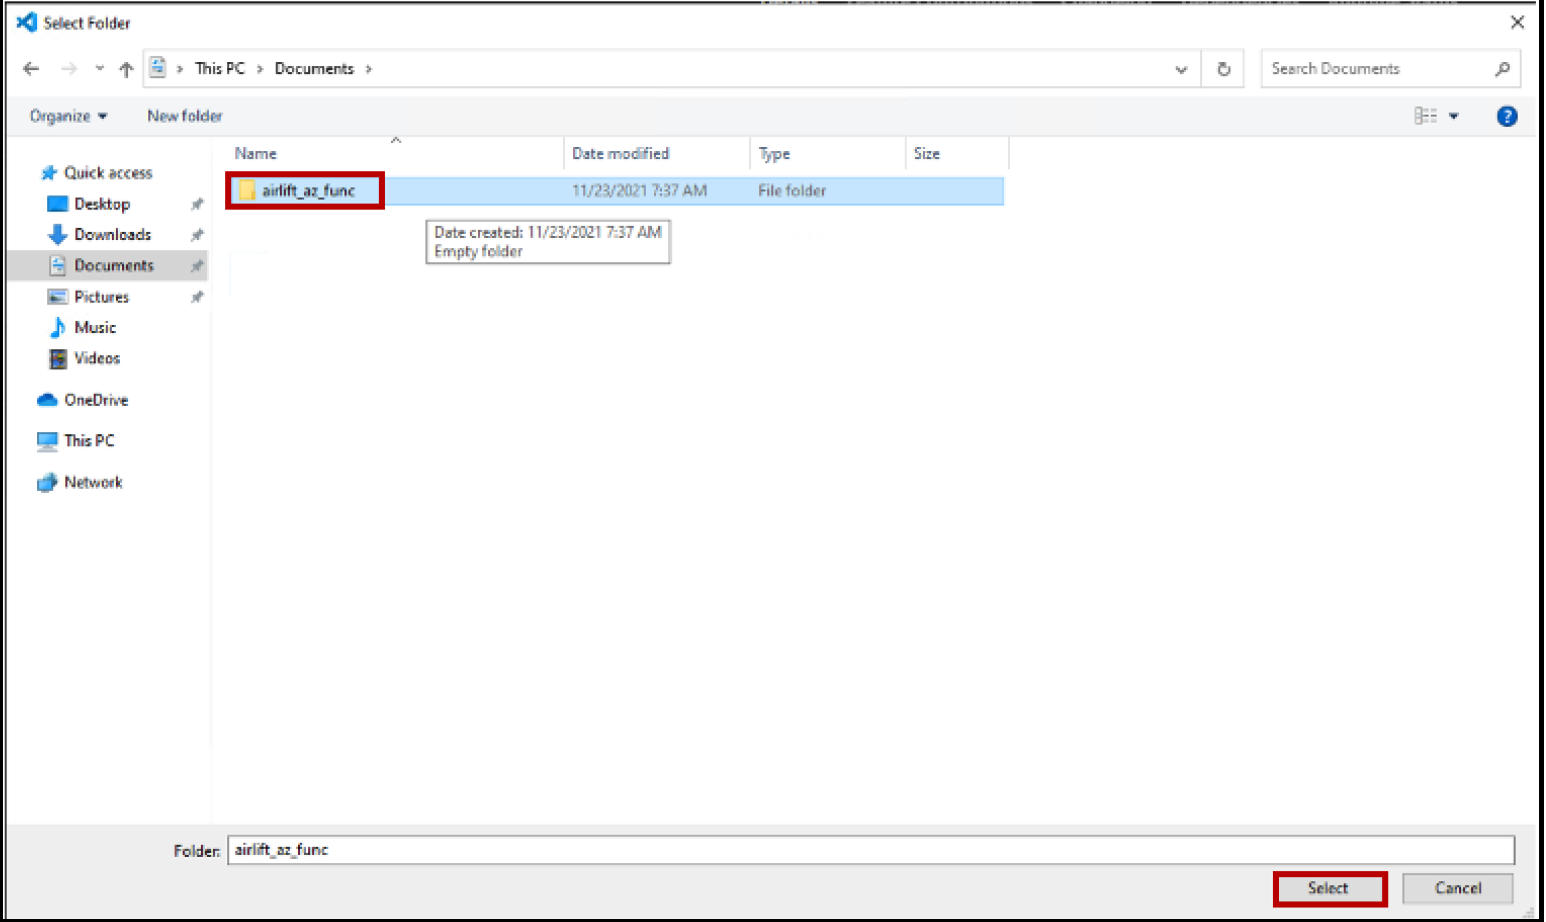 Select Folder
This PC > Documents >
Search Documents
Organize
New folder
Name
Date modified
Type
Size
Quick access
Desktop
Downloads
Documents
Pictures
Music
Videos
OneDrive
This PC
Network
airlift_az_func
11/23/2021 7:37 AM
File folder
Date created: 11/23/2021 7:37 AM
Empty folder
Folder: airlift_az_func
Select
Cancel